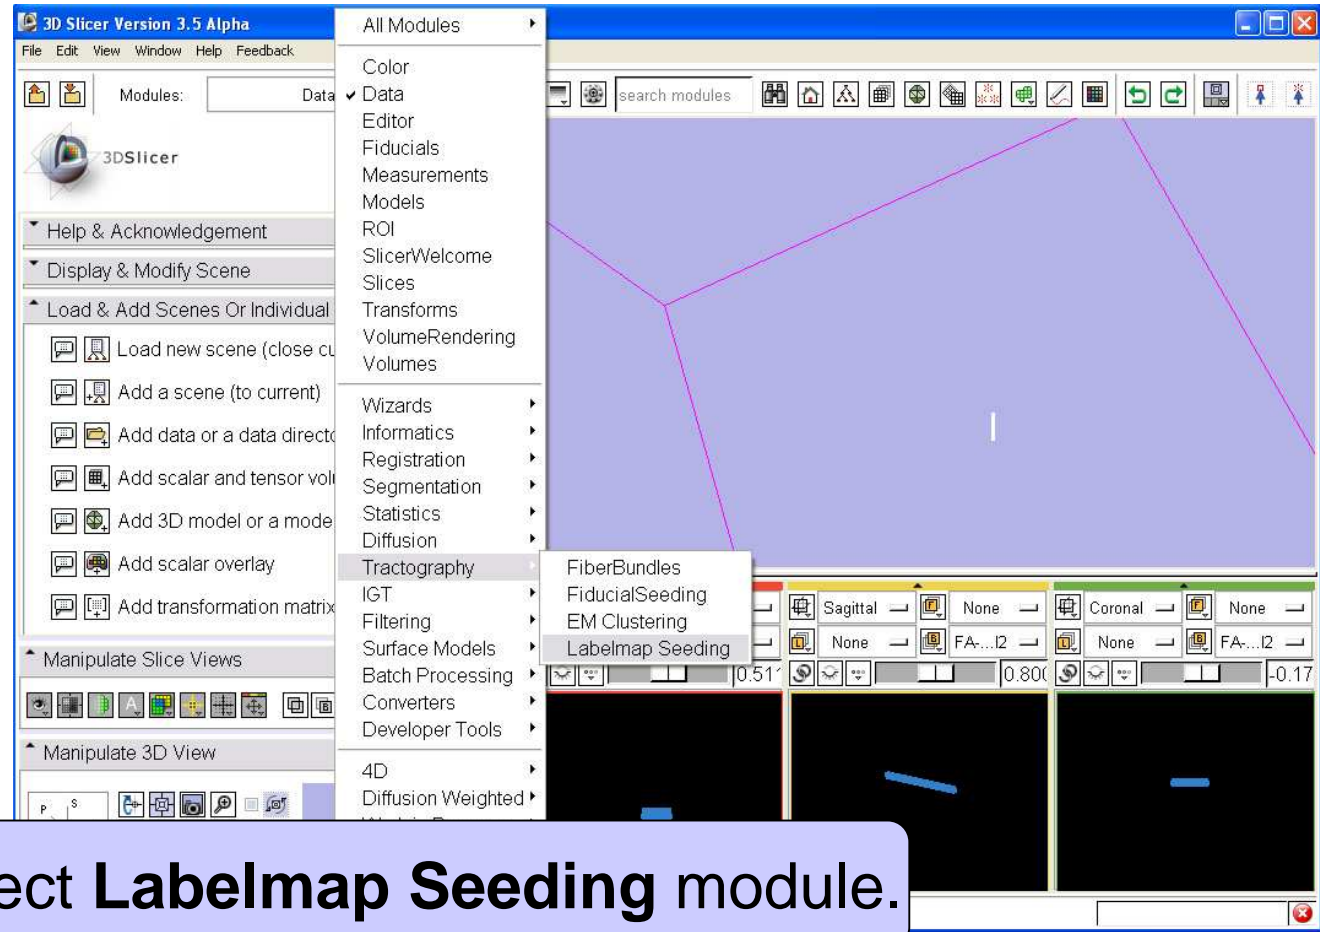 3D Slicer Version 3.5 Alpha
File Edit View Window Help Feedback
Modules: Data
search modules
3DSlicer
Help & Acknowledgement
Display & Modify Scene
Load & Add Scenes Or Individual
Load new scene (close cu
Add a scene (to current)
Add data or a data directo
Add scalar and tensor volu
Add 3D model or a mode
Add scalar overlay
Add transformation matrix
Manipulate Slice Views
Manipulate 3D View
P S
All Modules
Color
Data
Editor
Fiducials
Measurements
Models
ROI
SlicerWelcome
Slices
Transforms
VolumeRendering
Volumes
Wizards
Informatics
Registration
Segmentation
Statistics
Diffusion
Tractography
IGT
Filtering
Surface Models
Batch Processing
Converters
Developer Tools
4D
Diffusion Weighted
FiberBundles
FiducialSeeding
EM Clustering
Labelmap Seeding
0.51
Sagittal None
None FA-...l2
0.800
Coronal None
None FA-...l2
-0.17
ect Labelmap Seeding module.